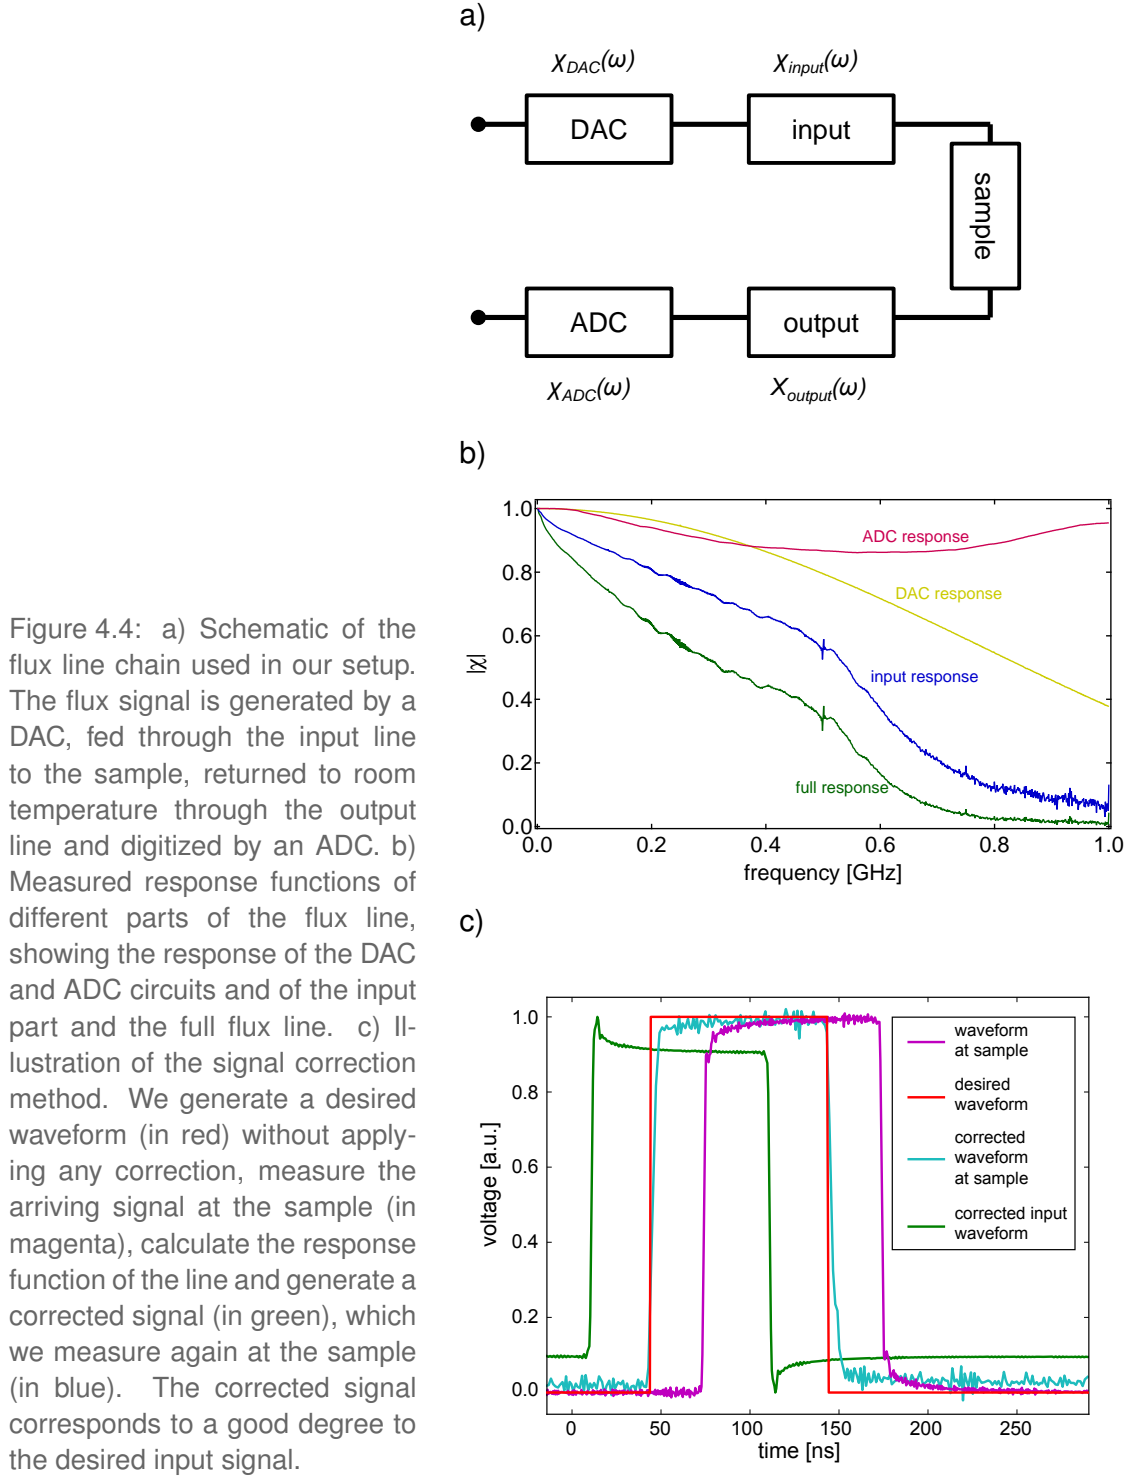 a)
χDAC(ω)
χinput(ω)
DAC
input
sample
ADC
output
χADC(ω)
Xoutput(ω)
b)
1.0
0.8
0.6
0.4
0.2
0.0
|χ|
ADC response
DAC response
input response
full response
0.0 0.2 0.4 0.6 0.8 1.0
frequency [GHz]
c)
1.0
0.8
0.6
0.4
0.2
0.0
voltage [a.u.]
waveform
at sample
desired
waveform
corrected
waveform
at sample
corrected input
waveform
0 50 100 150 200 250
time [ns]
Figure 4.4: a) Schematic of the
flux line chain used in our setup.
The flux signal is generated by a
DAC, fed through the input line
to the sample, returned to room
temperature through the output
line and digitized by an ADC. b)
Measured response functions of
different parts of the flux line,
showing the response of the DAC
and ADC circuits and of the input
part and the full flux line. c) Il-
lustration of the signal correction
method. We generate a desired
waveform (in red) without apply-
ing any correction, measure the
arriving signal at the sample (in
magenta), calculate the response
function of the line and generate a
corrected signal (in green), which
we measure again at the sample
(in blue). The corrected signal
corresponds to a good degree to
the desired input signal.